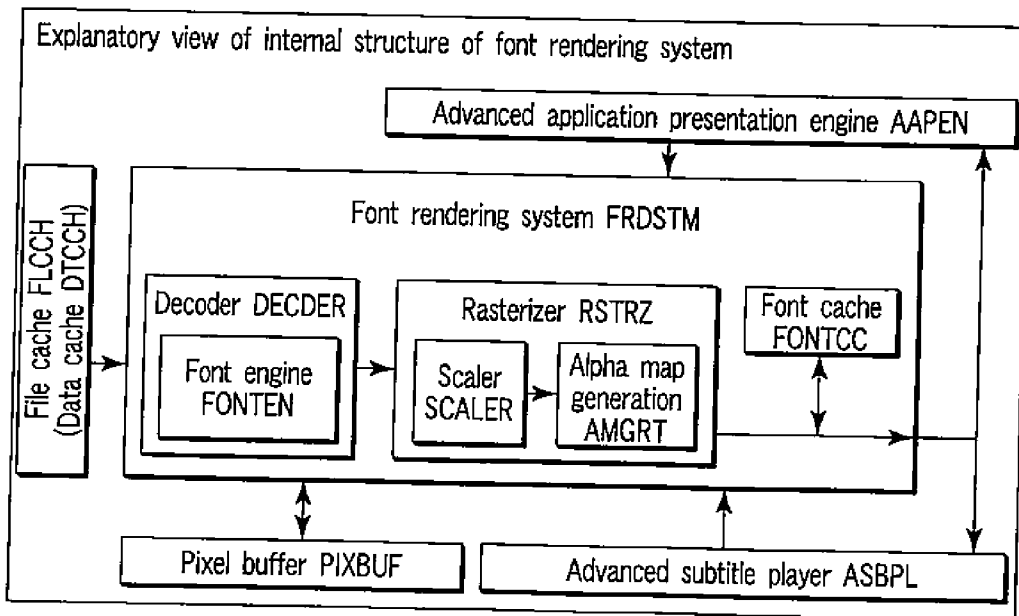 Explanatory view of internal structure of font rendering system
Advanced application presentation engine AAPEN
File cache FLCCH
(Data cache DTCCH)
Font rendering system FRDSTM
Decoder DECDER
Font engine
FONTEN
Rasterizer RSTRZ
Scaler
SCALER
Alpha map
generation
AMGRT
Font cache
FONTCC
Pixel buffer PIXBUF
Advanced subtitle player ASBPL